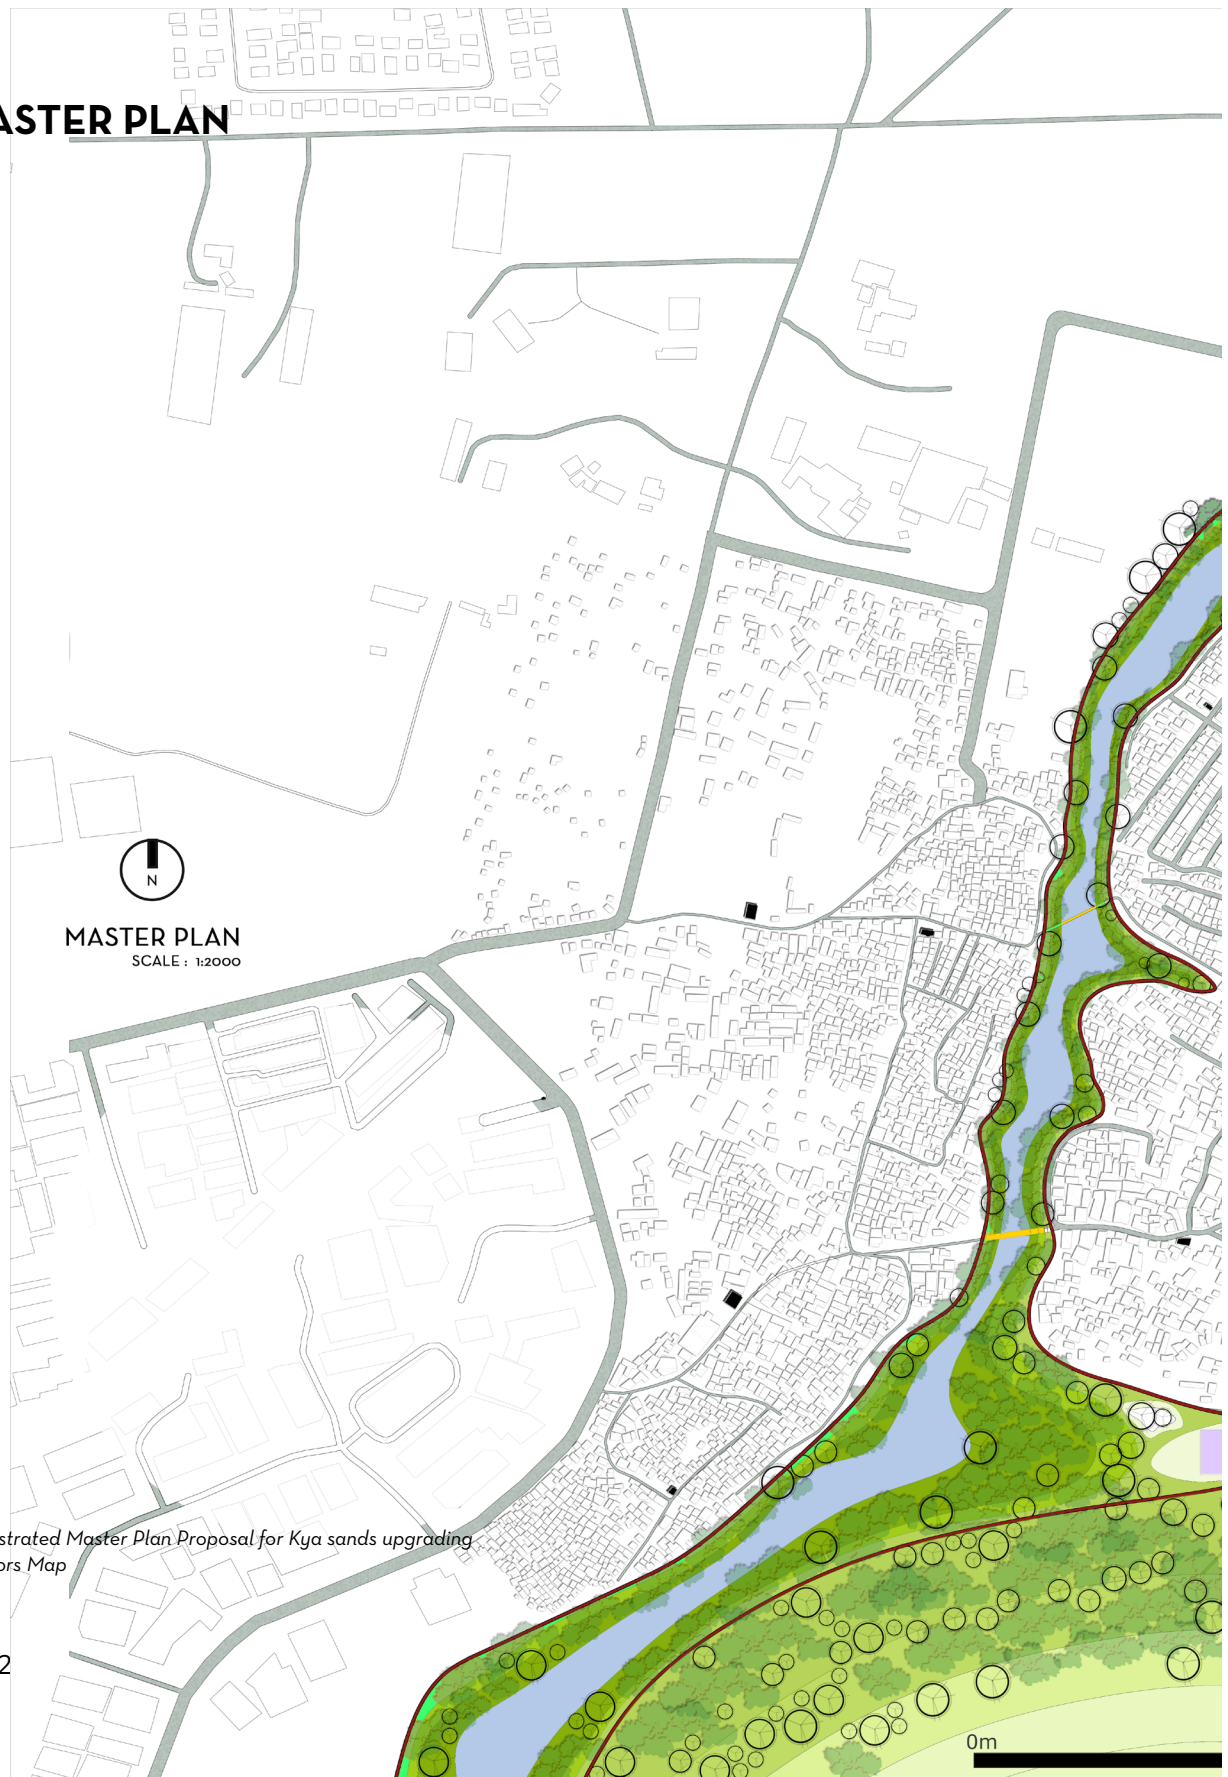 ASTER PLAN
N
MASTER PLAN
SCALE : 1:2000
strated Master Plan Proposal for Kya sands upgrading
ors Map
2
0m